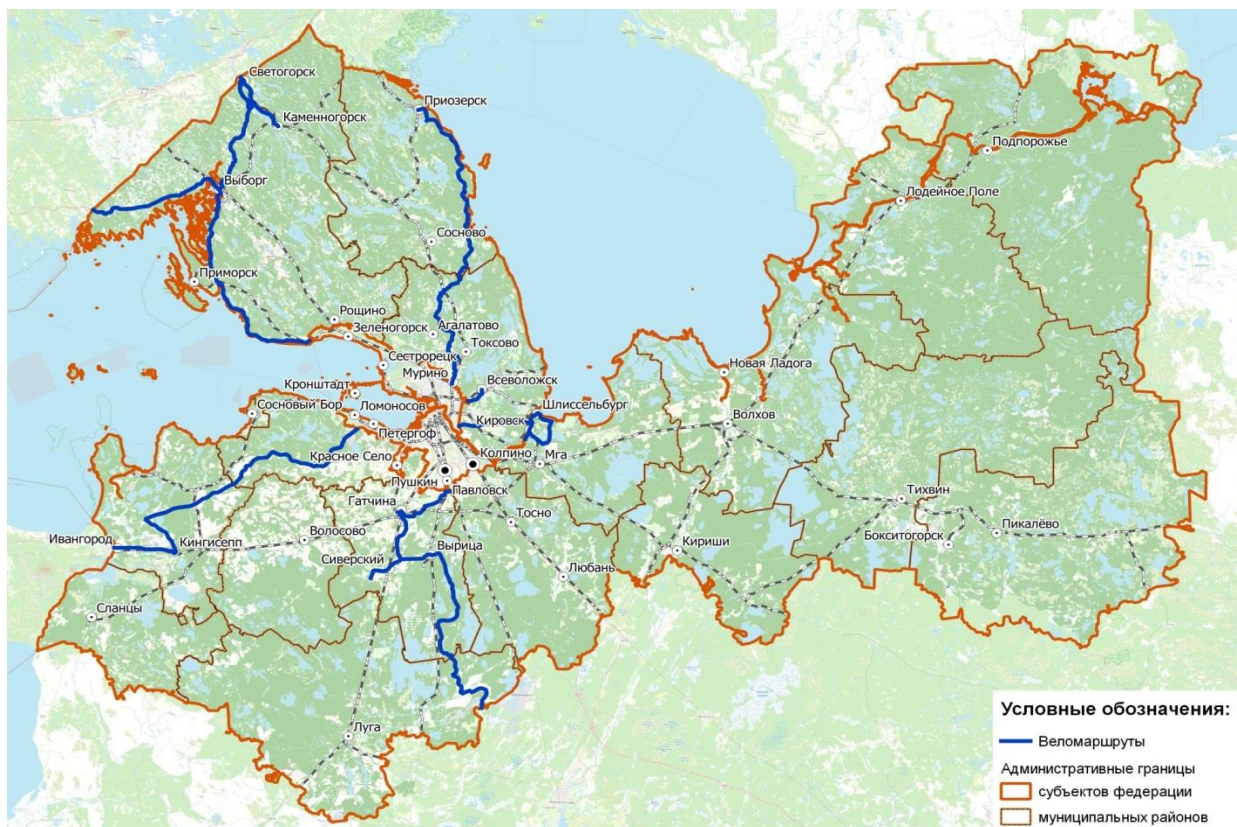 Светогорск
Приозерск
Каменногорск
Подпорожье
Выборг
Лодейное Поле
Сосново
Приморск
Рощино
Зеленогорск
Агалатово
Токсово
Сестрорецк
Мурино
Новая Ладога
Кронштадт
Всеволожск
Сосновый Бор
Ломоносов
Шлиссельбург
Волхов
Кировск
Петергоф
Красное Село
Колпино
Мга
Пушкин
Павловск
Гатчина
Тихвин
Тосно
Волосово
Ивангород
Кингисепп
Пикалёво
Бокситогорск
Сиверский
Вырица
Кириши
Любань
Сланцы
Луга
Условные обозначения:
Веломаршруты
Административные границы
субъектов федерации
муниципальных районов